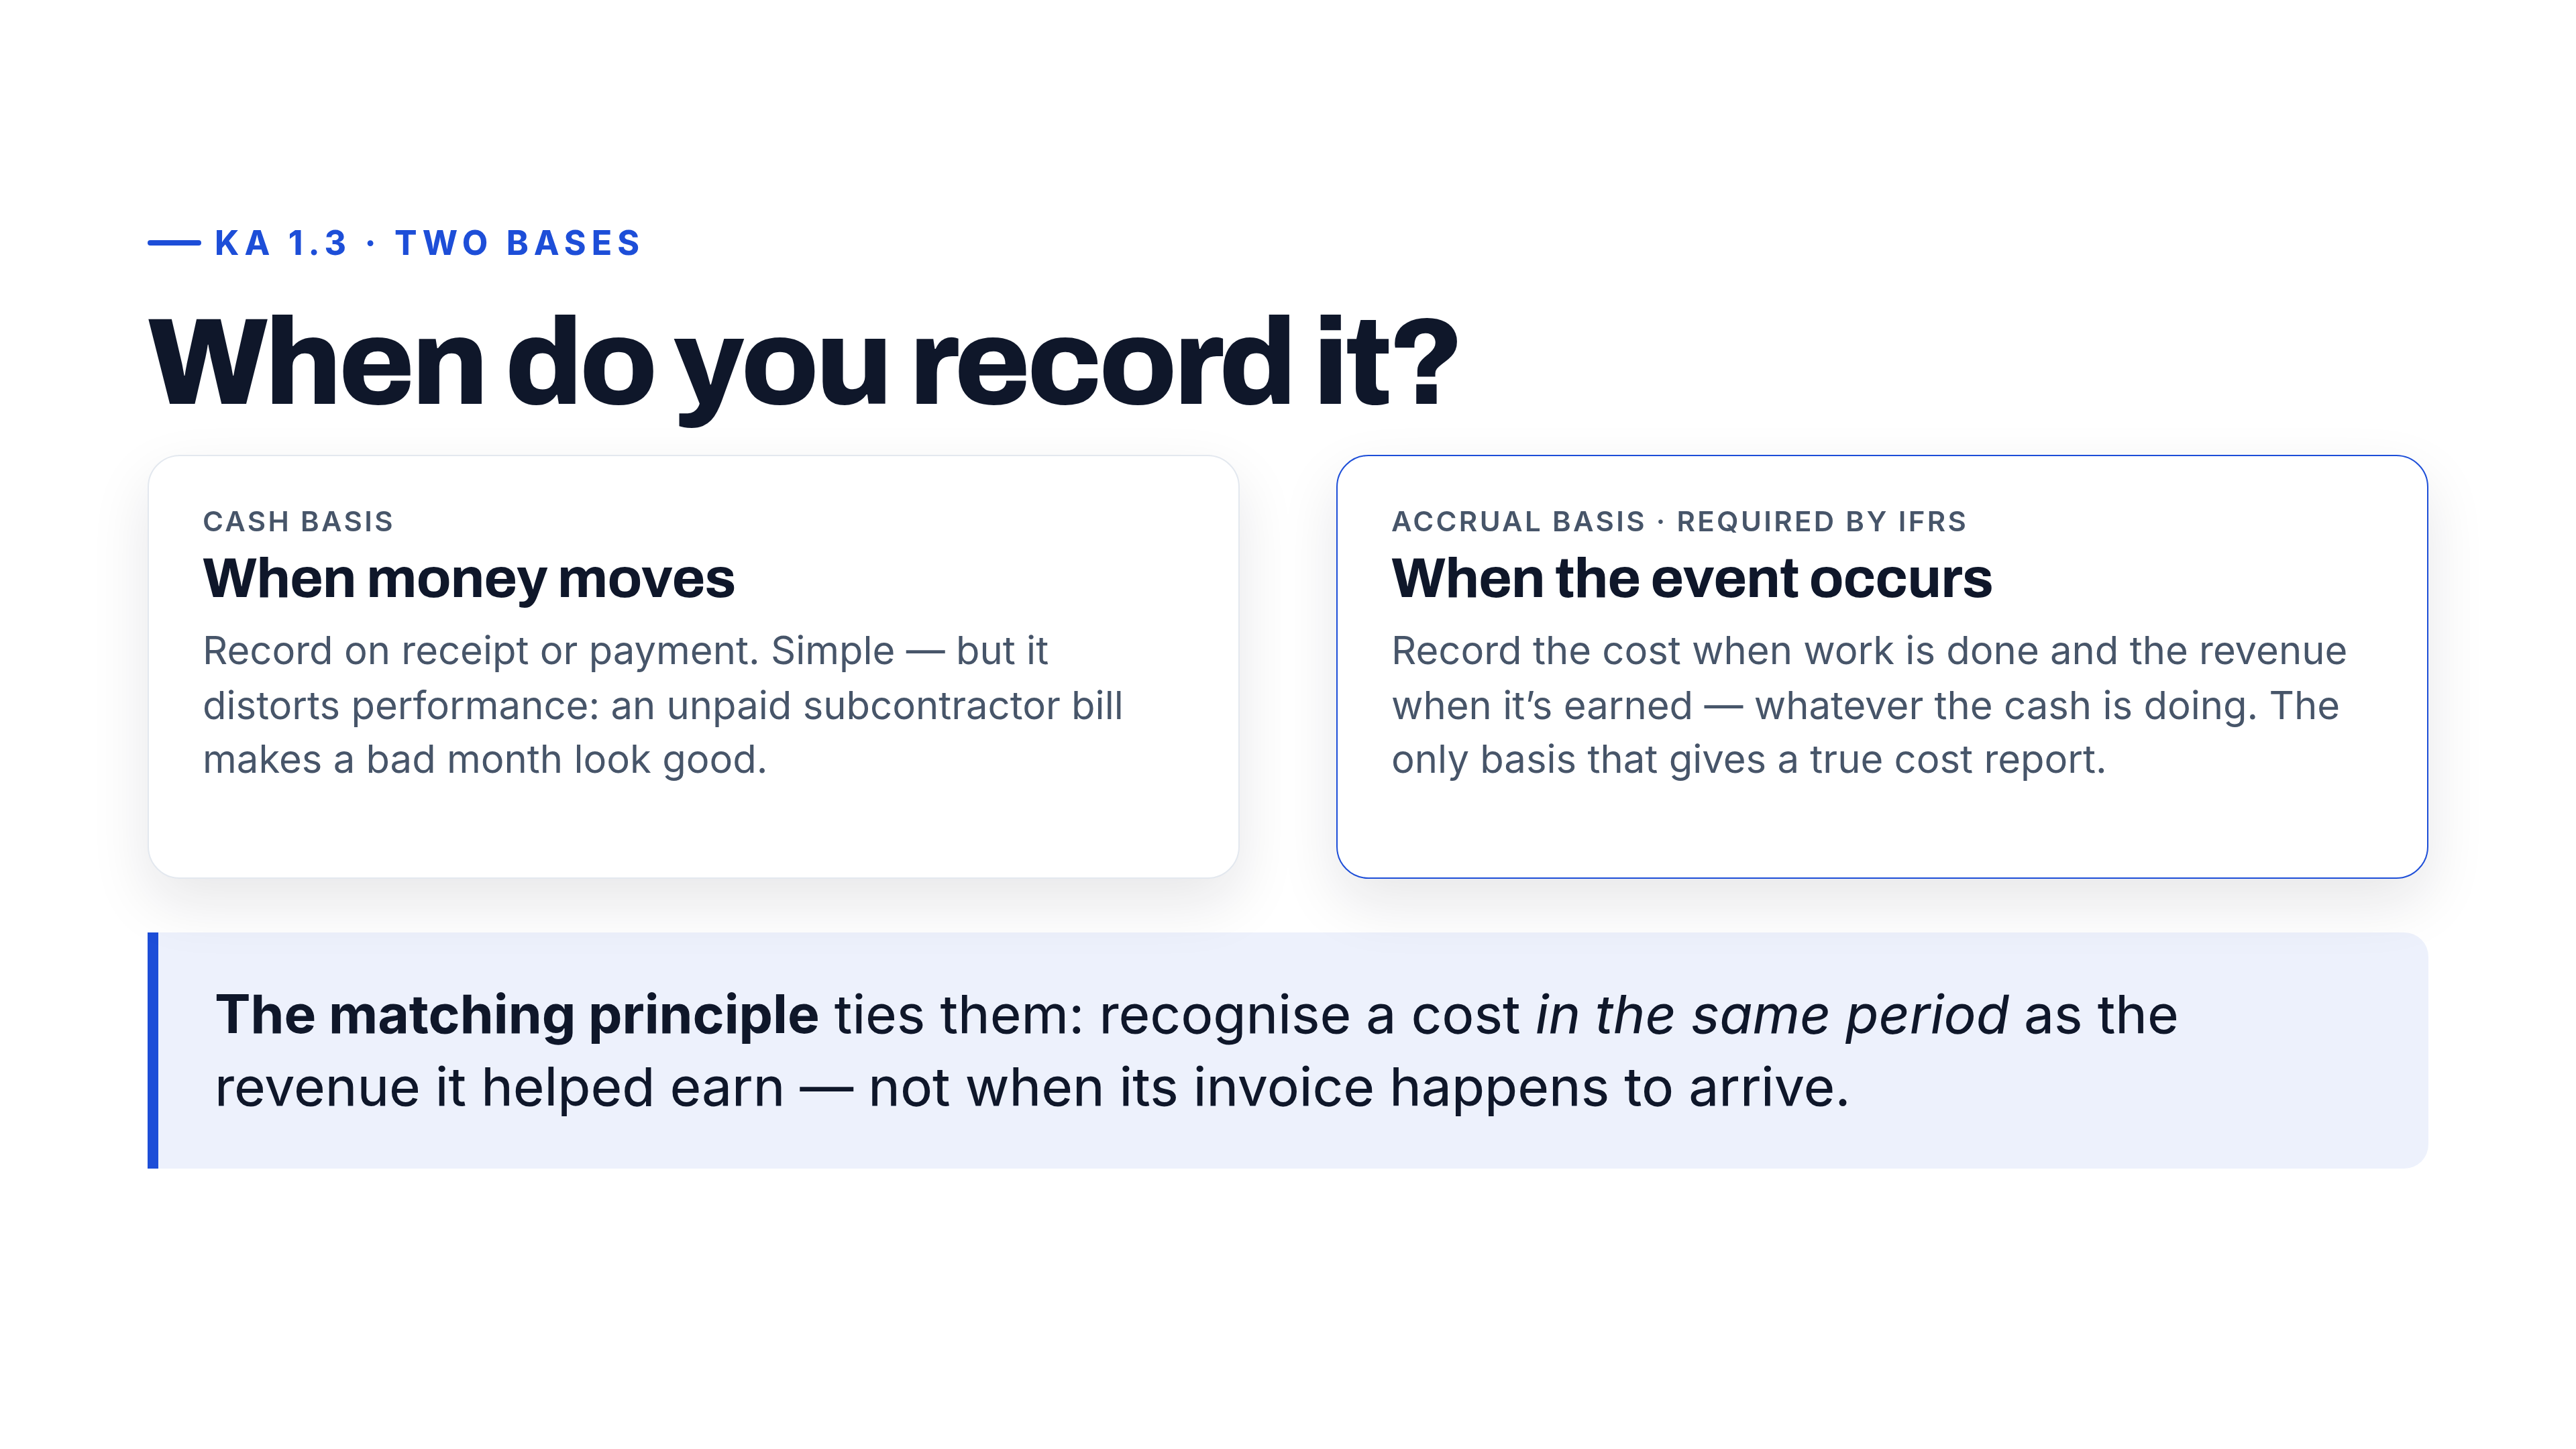 KA 1.3 · TWO BASES
When do you record it?
CASH BASIS
When money moves
Record on receipt or payment. Simple — but it
distorts performance: an unpaid subcontractor bill
makes a bad month look good.
ACCRUAL BASIS · REQUIRED BY IFRS
When the event occurs
Record the cost when work is done and the revenue
when it’s earned — whatever the cash is doing. The
only basis that gives a true cost report.
The matching principle ties them: recognise a cost in the same period as the
revenue it helped earn — not when its invoice happens to arrive.